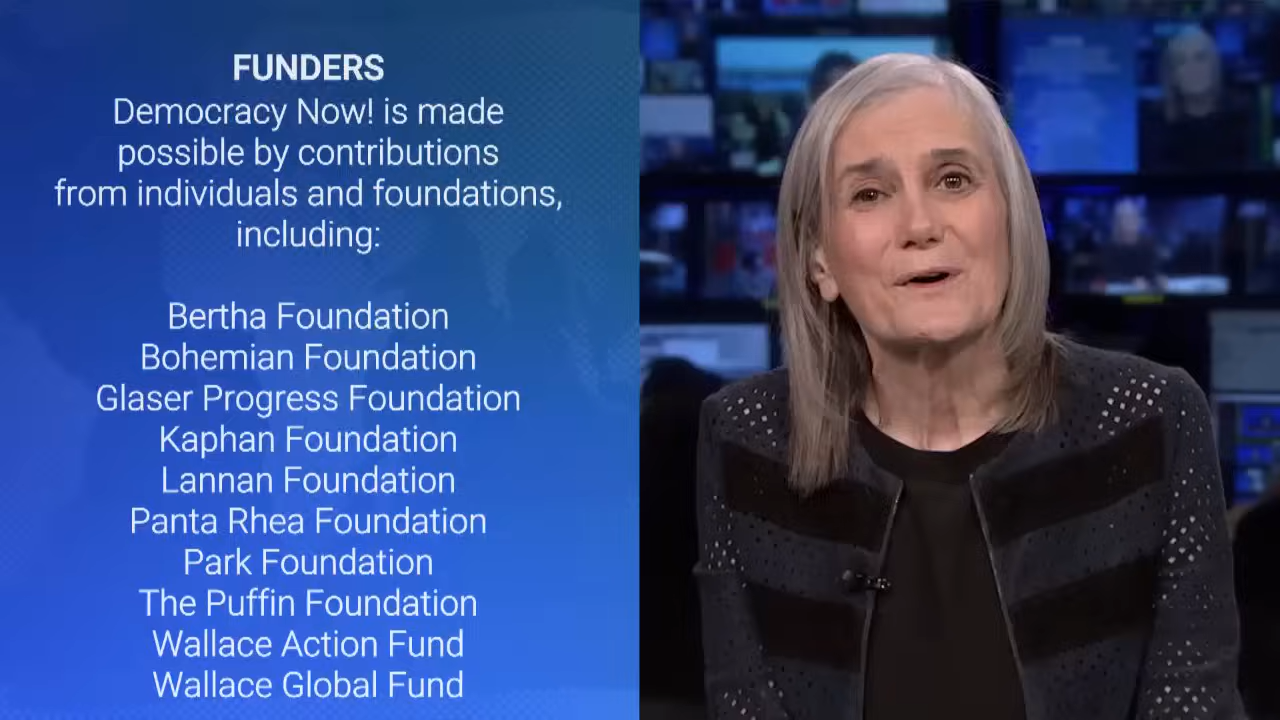 FUNDERS
Democracy Now! is made
possible by contributions
from individuals and foundations,
including:
Bertha Foundation
Bohemian Foundation
Glaser Progress Foundation
Kaphan Foundation
Lannan Foundation
Panta Rhea Foundation
Park Foundation
The Puffin Foundation
Wallace Action Fund
Wallace Global Fund